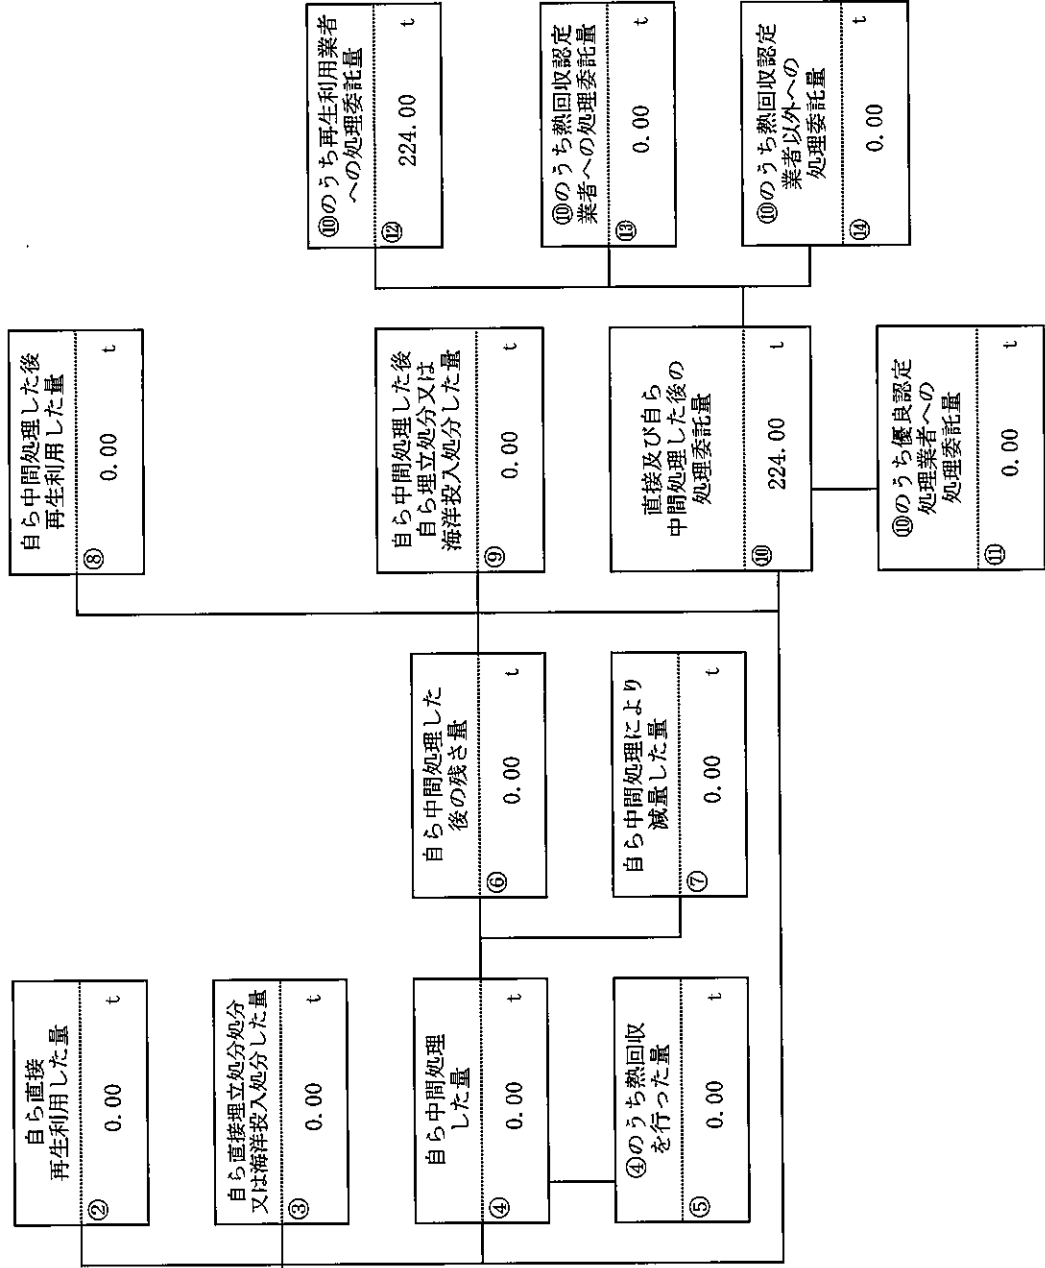 自ら直接
再生利用した量
② 0.00 t
自ら直接埋立処分処分
又は海洋投入処分した量
③ 0.00 t
自ら中間処理
した量
④ 0.00 t
④のうち熱回収
を行った量
⑤ 0.00 t
自ら中間処理した
後の残さ量
⑥ 0.00 t
自ら中間処理により
減量した量
⑦ 0.00 t
自ら中間処理した後
再生利用した量
⑧ 0.00 t
自ら中間処理した後
自ら埋立処分又は
海洋投入処分した量
⑨ 0.00 t
直接及び自ら
中間処理した後の
処理委託量
⑩ 224.00 t
⑩のうち優良認定
処理業者への
処理委託量
⑪ 0.00 t
⑩のうち再生利用業者
への処理委託量
⑫ 224.00 t
⑩のうち熱回収認定
業者への処理委託量
⑬ 0.00 t
⑩のうち熱回収認定
業者以外への
処理委託量
⑭ 0.00 t